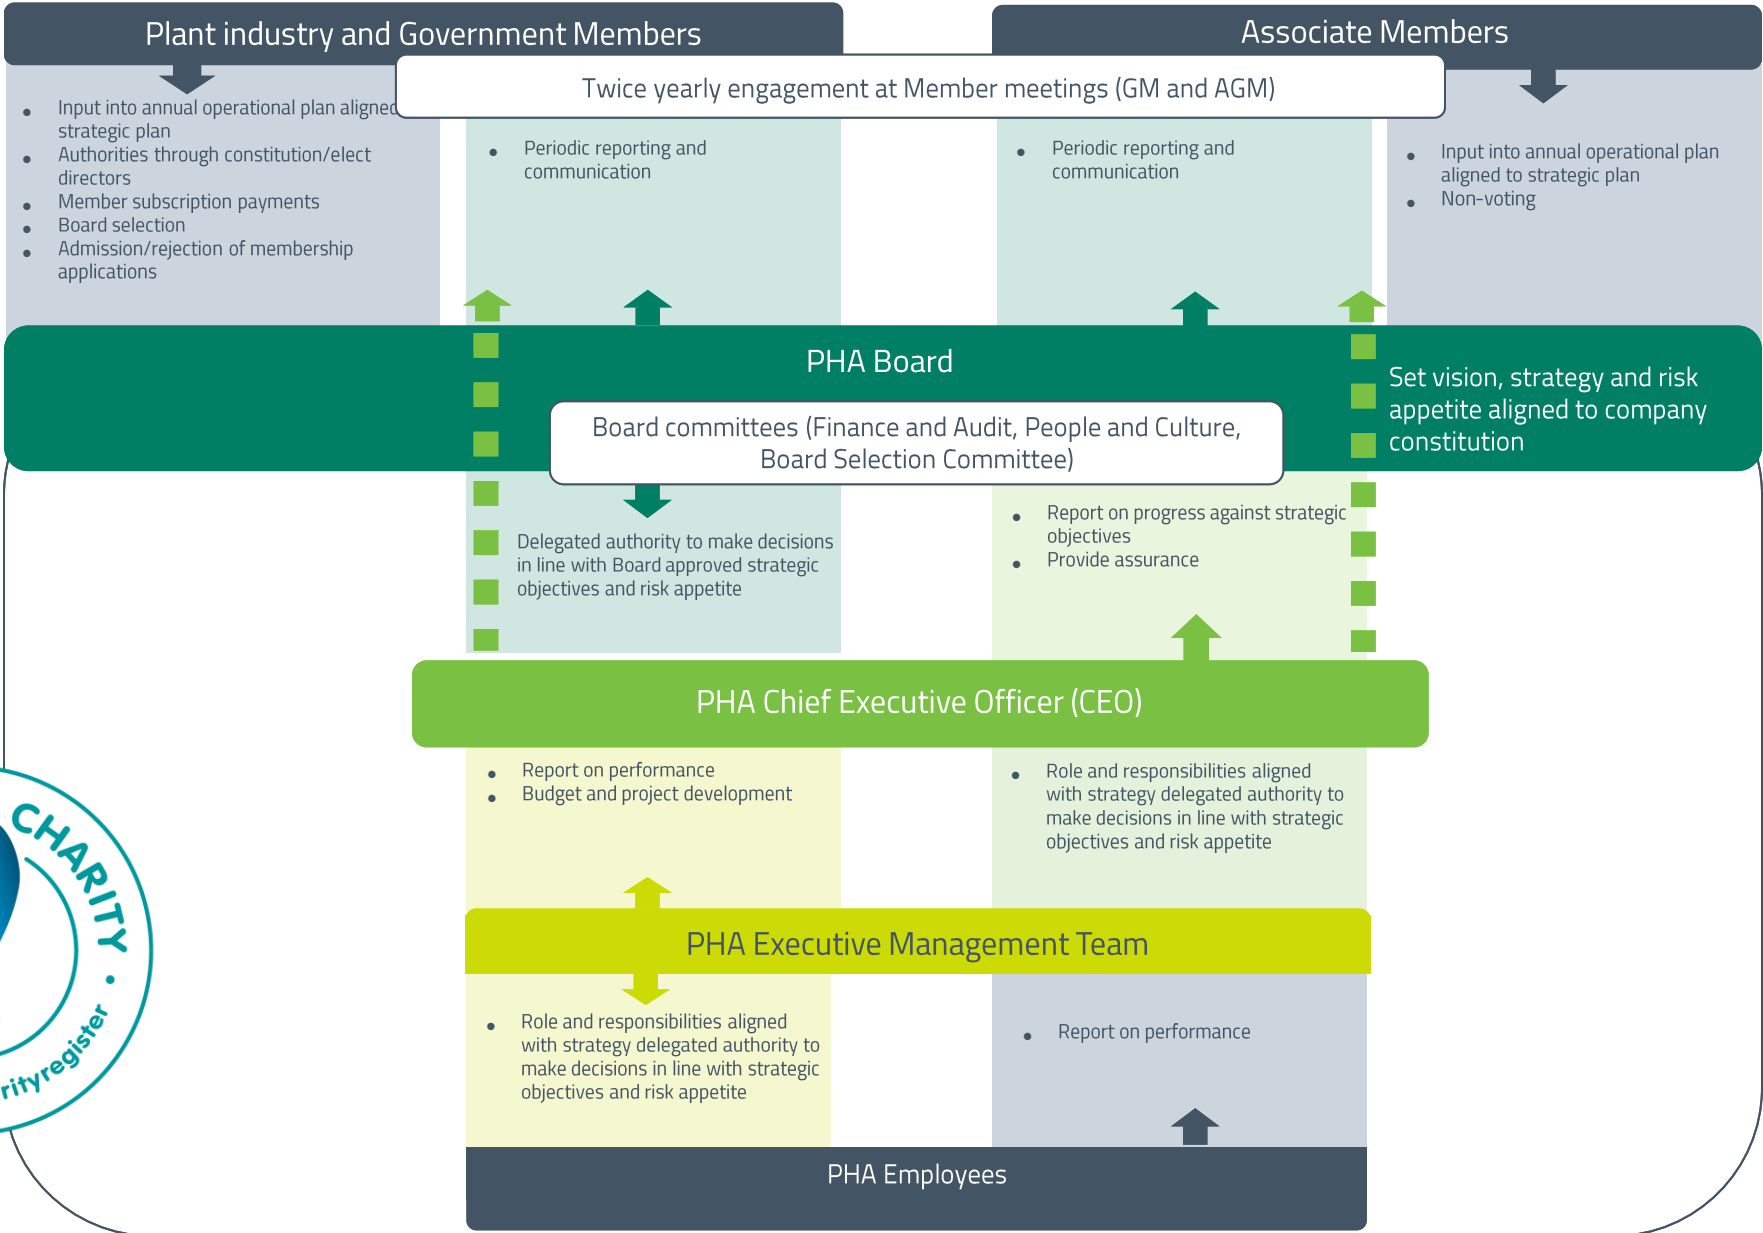 Plant industry and Government Members
Associate Members
Twice yearly engagement at Member meetings (GM and AGM)
• Input into annual operational plan aligned
strategic plan
• Authorities through constitution/elect
directors
• Member subscription payments
• Board selection
• Admission/rejection of membership
applications
• Periodic reporting and
communication
• Periodic reporting and
communication
• Input into annual operational plan
aligned to strategic plan
• Non-voting
PHA Board
Set vision, strategy and risk
appetite aligned to company
constitution
Board committees (Finance and Audit, People and Culture,
Board Selection Committee)
Delegated authority to make decisions
in line with Board approved strategic
objectives and risk appetite
• Report on progress against strategic
objectives
• Provide assurance
PHA Chief Executive Officer (CEO)
• Report on performance
• Budget and project development
• Role and responsibilities aligned
with strategy delegated authority to
make decisions in line with strategic
objectives and risk appetite
CHARITY
rityregister
PHA Executive Management Team
• Role and responsibilities aligned
with strategy delegated authority to
make decisions in line with strategic
objectives and risk appetite
• Report on performance
PHA Employees